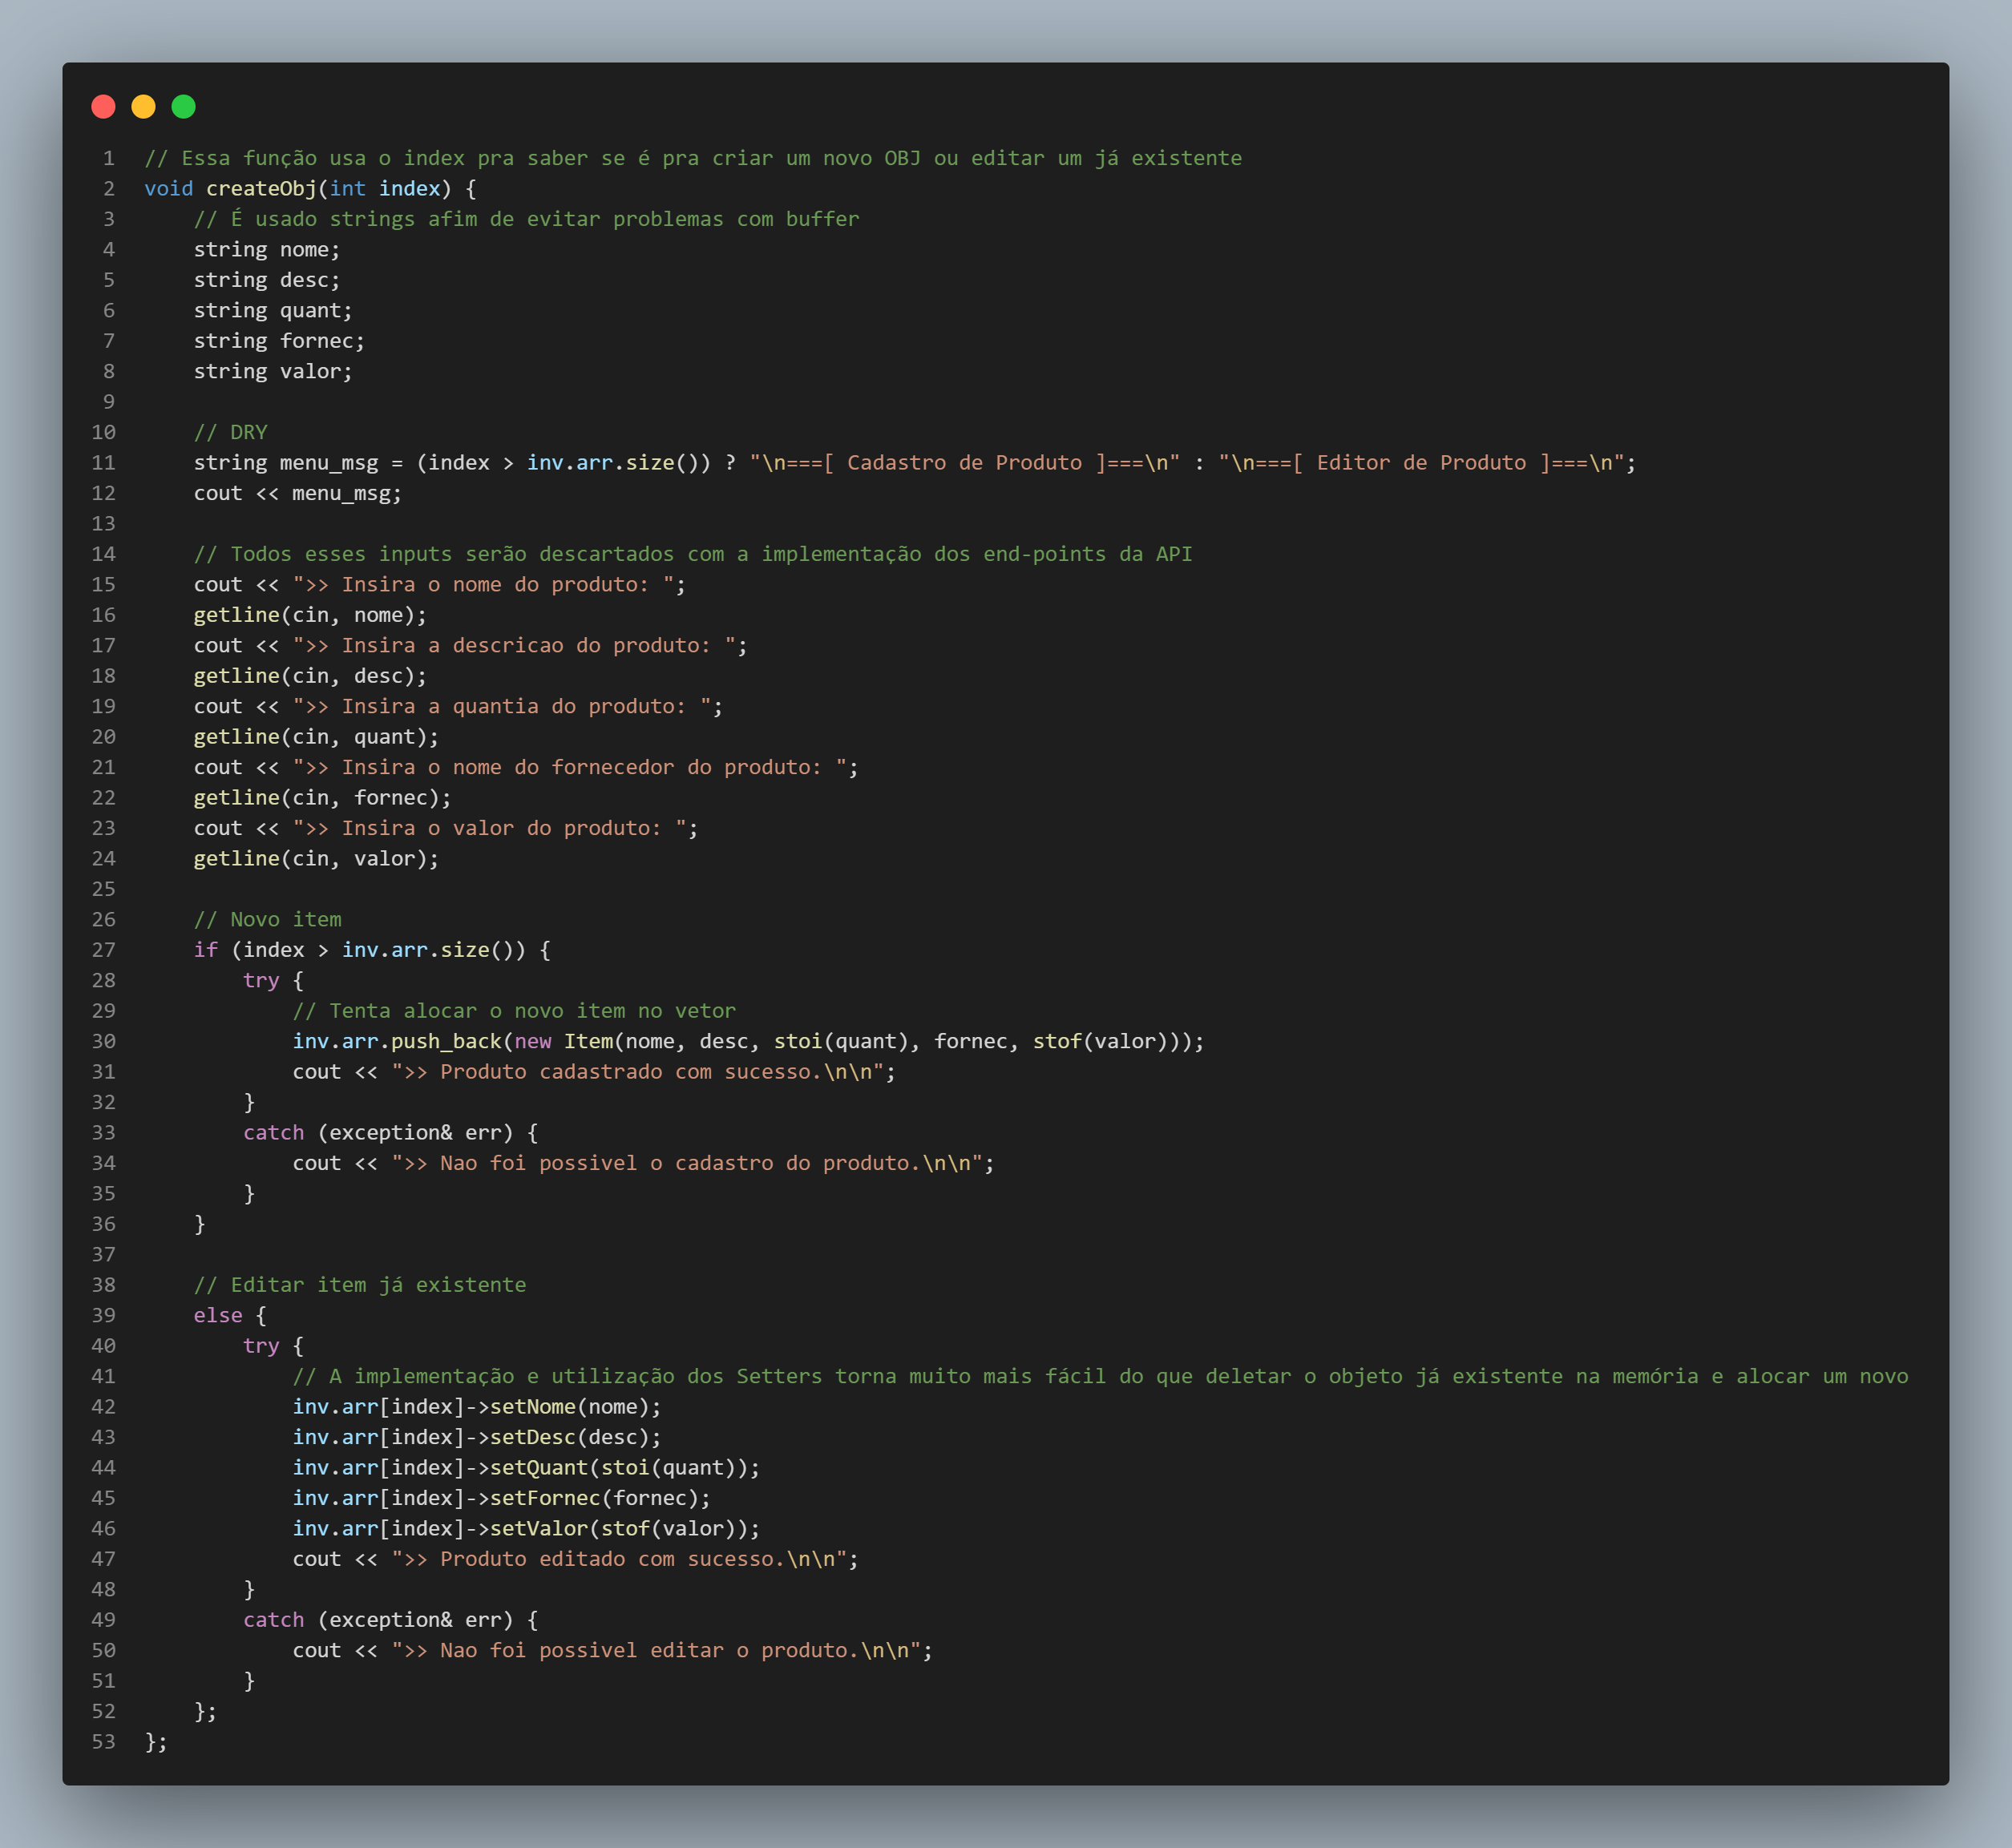 1 // Essa função usa o index pra saber se é pra criar um novo OBJ ou editar um já existente
2 void createObj(int index) {
3     // É usado strings afim de evitar problemas com buffer
4     string nome;
5     string desc;
6     string quant;
7     string fornec;
8     string valor;
9
10     // DRY
11     string menu_msg = (index > inv.arr.size()) ? "\n===[ Cadastro de Produto ]===\n" : "\n===[ Editor de Produto ]===\n";
12     cout << menu_msg;
13
14     // Todos esses inputs serão descartados com a implementação dos end-points da API
15     cout << ">> Insira o nome do produto: ";
16     getline(cin, nome);
17     cout << ">> Insira a descricao do produto: ";
18     getline(cin, desc);
19     cout << ">> Insira a quantia do produto: ";
20     getline(cin, quant);
21     cout << ">> Insira o nome do fornecedor do produto: ";
22     getline(cin, fornec);
23     cout << ">> Insira o valor do produto: ";
24     getline(cin, valor);
25
26     // Novo item
27     if (index > inv.arr.size()) {
28         try {
29             // Tenta alocar o novo item no vetor
30             inv.arr.push_back(new Item(nome, desc, stoi(quant), fornec, stof(valor)));
31             cout << ">> Produto cadastrado com sucesso.\n\n";
32         }
33         catch (exception& err) {
34             cout << ">> Nao foi possivel o cadastro do produto.\n\n";
35         }
36     }
37
38     // Editar item já existente
39     else {
40         try {
41             // A implementação e utilização dos Setters torna muito mais fácil do que deletar o objeto já existente na memória e alocar um novo
42             inv.arr[index]->setNome(nome);
43             inv.arr[index]->setDesc(desc);
44             inv.arr[index]->setQuant(stoi(quant));
45             inv.arr[index]->setFornec(fornec);
46             inv.arr[index]->setValor(stof(valor));
47             cout << ">> Produto editado com sucesso.\n\n";
48         }
49         catch (exception& err) {
50             cout << ">> Nao foi possivel editar o produto.\n\n";
51         }
52     };
53 };